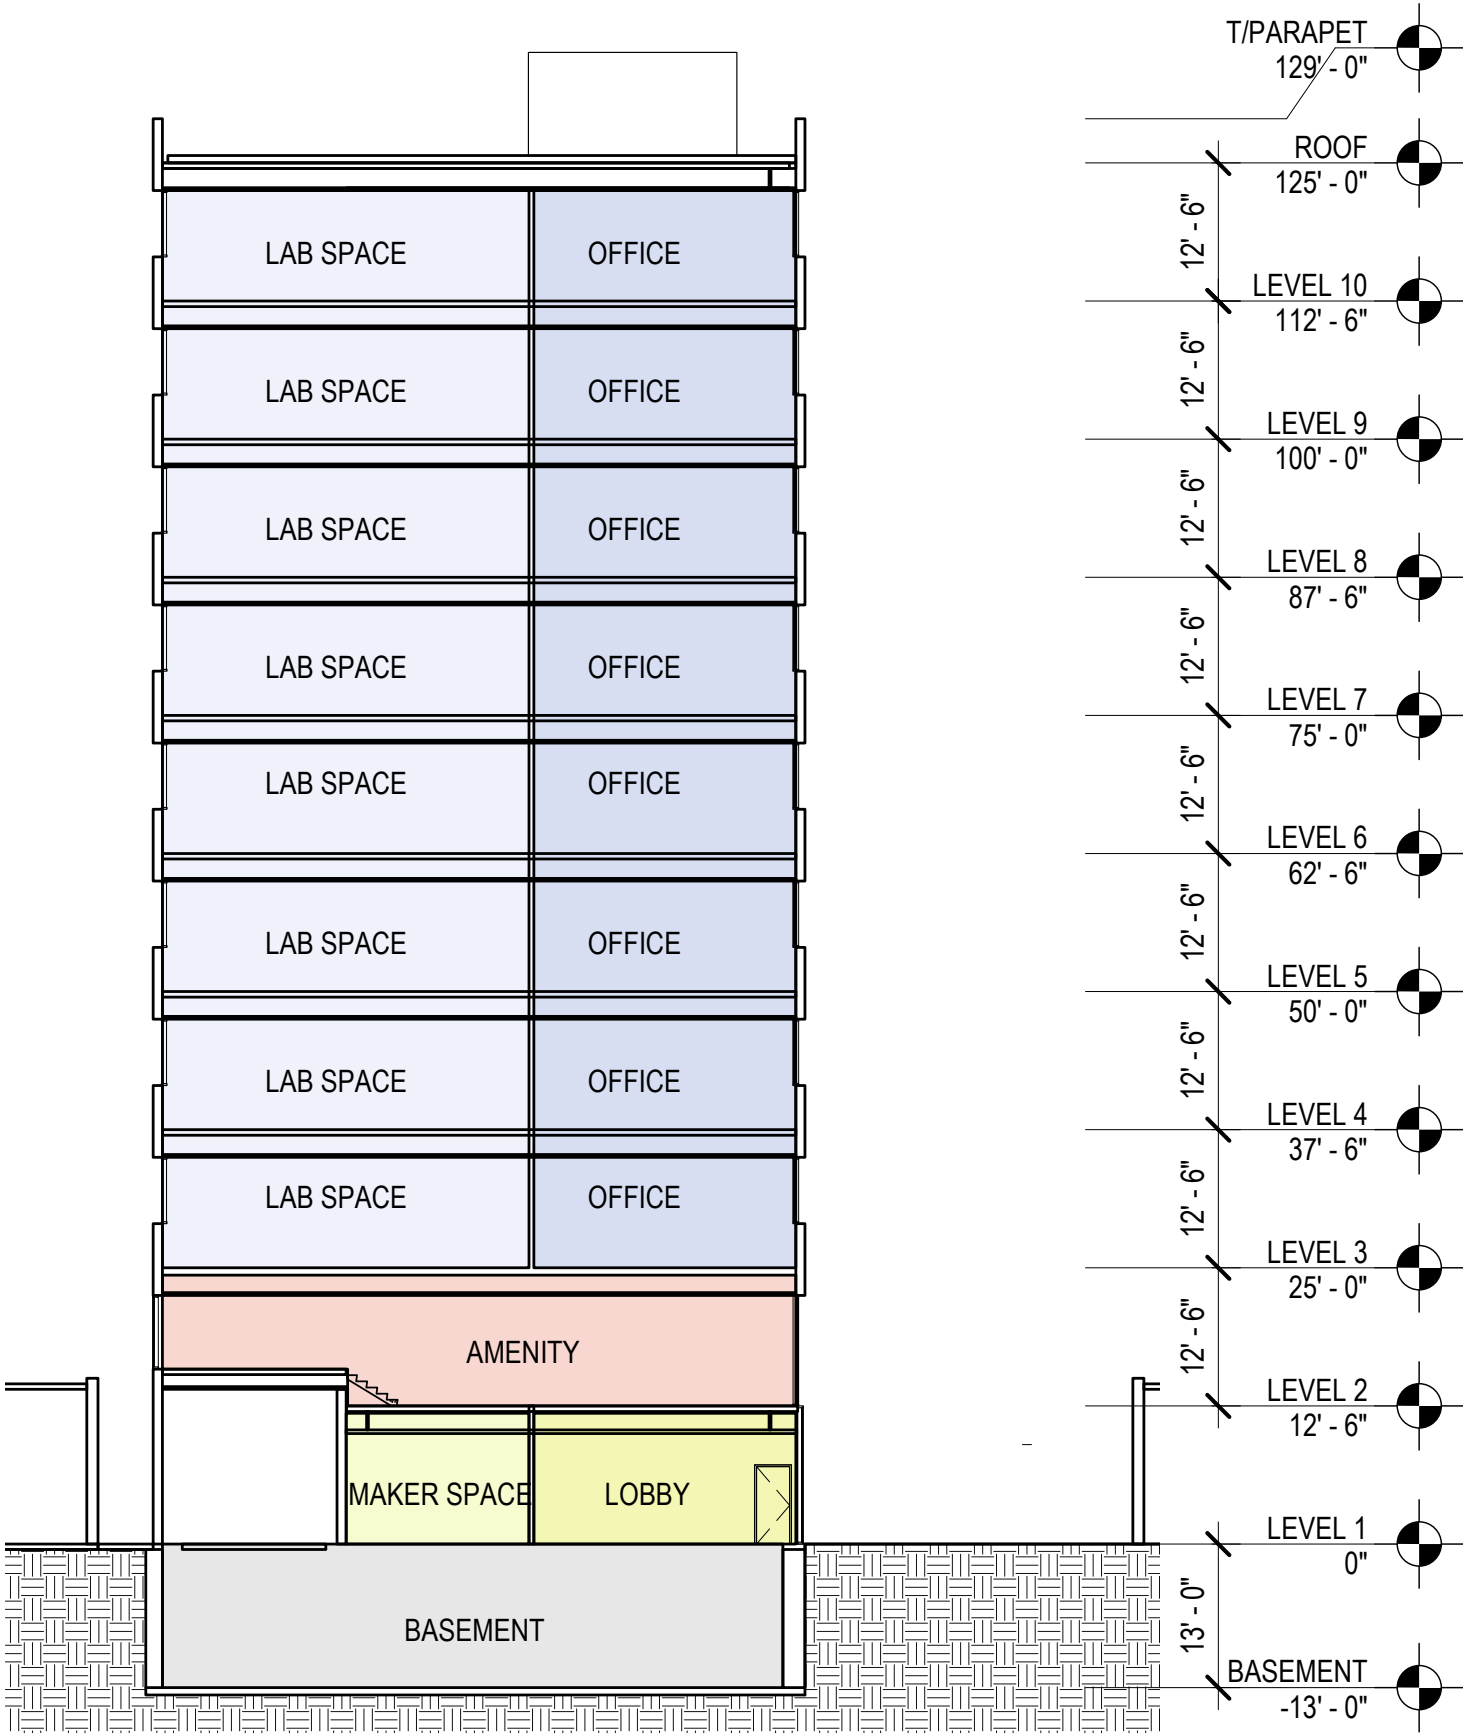 T/PARAPET
129' - 0"
ROOF
125' - 0"
12' - 6"
LAB SPACE OFFICE
LEVEL 10
112' - 6"
12' - 6"
LAB SPACE OFFICE
LEVEL 9
100' - 0"
12' - 6"
LAB SPACE OFFICE
LEVEL 8
87' - 6"
12' - 6"
LAB SPACE OFFICE
LEVEL 7
75' - 0"
12' - 6"
LAB SPACE OFFICE
LEVEL 6
62' - 6"
12' - 6"
LAB SPACE OFFICE
LEVEL 5
50' - 0"
12' - 6"
LAB SPACE OFFICE
LEVEL 4
37' - 6"
12' - 6"
LAB SPACE OFFICE
LEVEL 3
25' - 0"
12' - 6"
AMENITY
LEVEL 2
12' - 6"
MAKER SPACE LOBBY
LEVEL 1
0"
13' - 0"
BASEMENT
BASEMENT
-13' - 0"